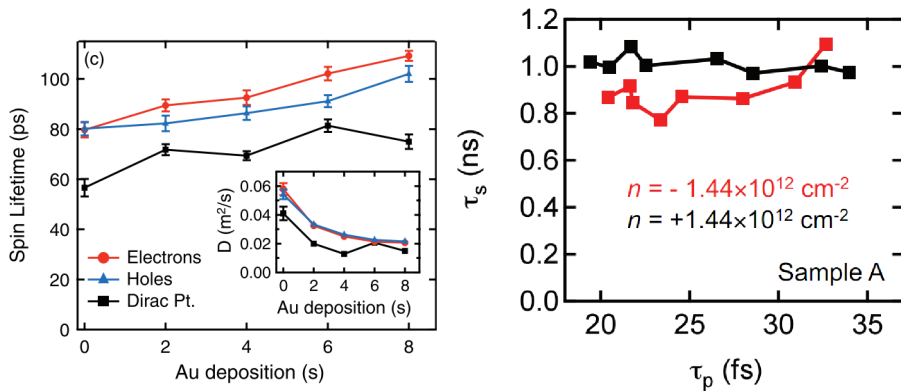 (c)
Spin Lifetime (ps)
120
100
80
60
40
20
0
0 2 4 6 8
Au deposition (s)
Electrons
Holes
Dirac Pt.
D (m²/s)
0.06
0.04
0.02
0.00
0 2 4 6 8
Au deposition (s)
τs (ns)
1.2
1.0
0.8
0.6
0.4
0.2
0.0
n = - 1.44×10¹² cm⁻²
n = +1.44×10¹² cm⁻²
Sample A
20 25 30 35
τp (fs)